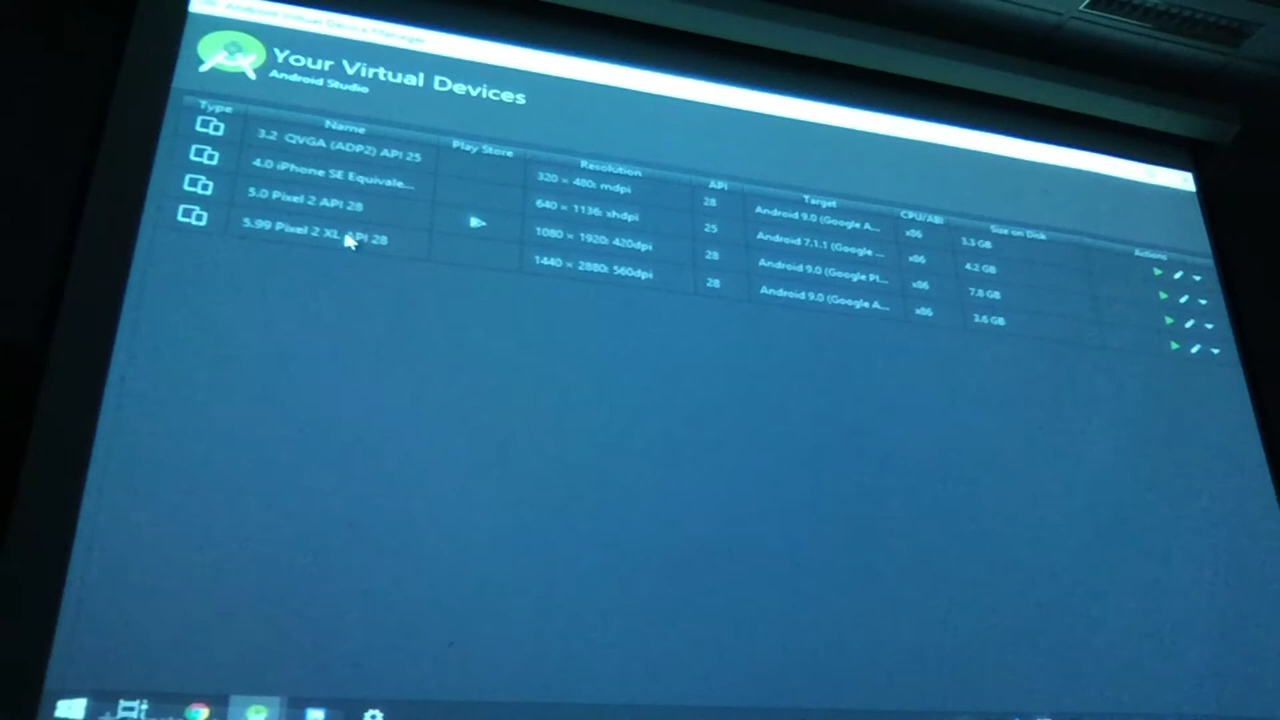 Android Virtual Device Manager
Your Virtual Devices
Android Studio
Type Name Play Store Resolution API Target CPU/ABI Size on Disk Actions
3.2 QVGA (ADP2) API 25 320 × 480: mdpi 28 Android 9.0 (Google A... x86 3.3 GB
4.0 iPhone SE Equivale... 640 × 1136: xhdpi 25 Android 7.1.1 (Google ... x86 4.2 GB
5.0 Pixel 2 API 28 1080 × 1920: 420dpi 28 Android 9.0 (Google Pl... x86 7.8 GB
5.99 Pixel 2 XL API 28 1440 × 2880: 560dpi 28 Android 9.0 (Google A... x86 3.6 GB